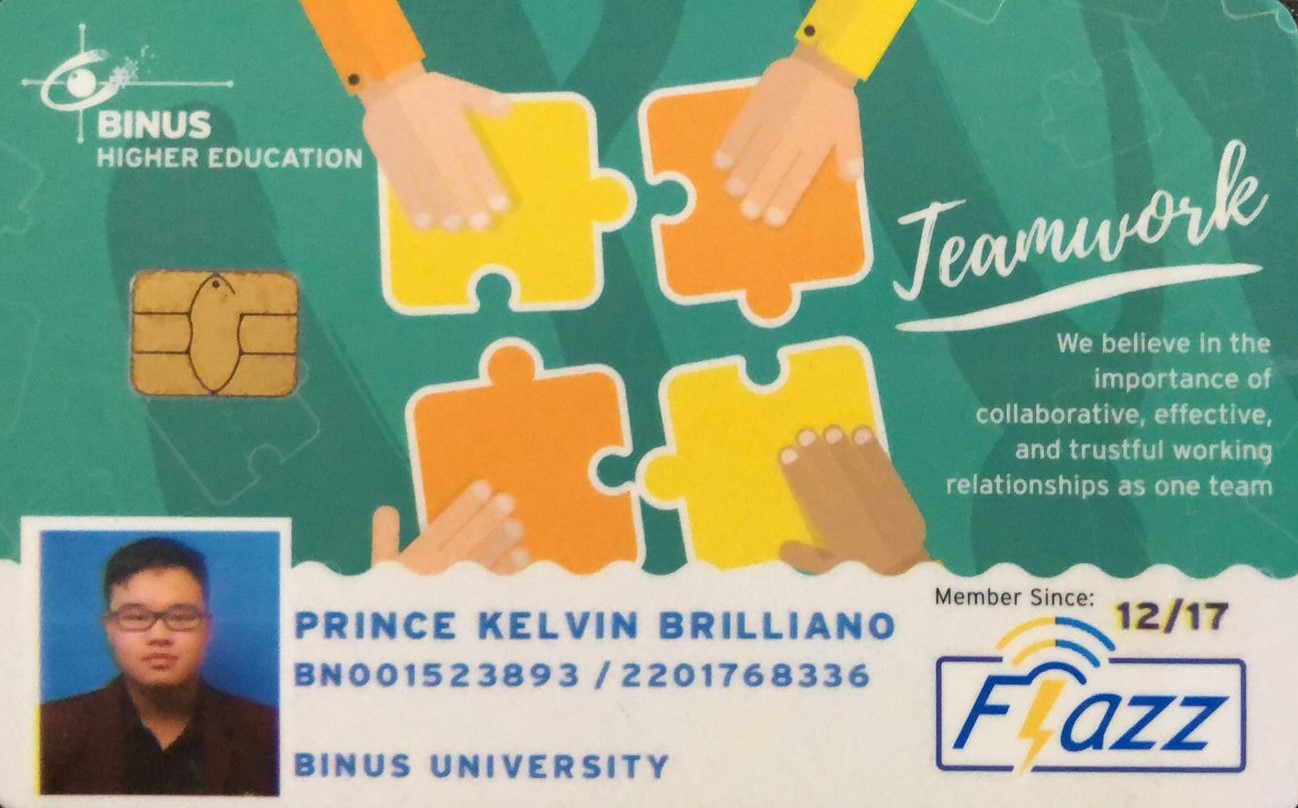 BINUS
HIGHER EDUCATION
Teamwork
We believe in the
importance of
collaborative, effective,
and trustful working
relationships as one team
Member Since: 12/17
PRINCE KELVIN BRILLIANO
BN001523893 / 2201768336
BINUS UNIVERSITY
Flazz